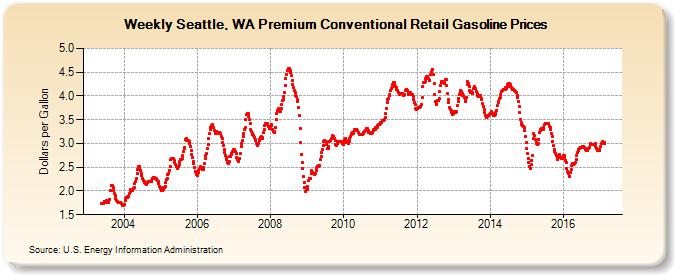 Weekly Seattle, WA Premium Conventional Retail Gasoline Prices
Dollars per Gallon
5.0
4.5
4.0
3.5
3.0
2.5
2.0
1.5
2004 2006 2008 2010 2012 2014 2016
Source: U.S. Energy Information Administration